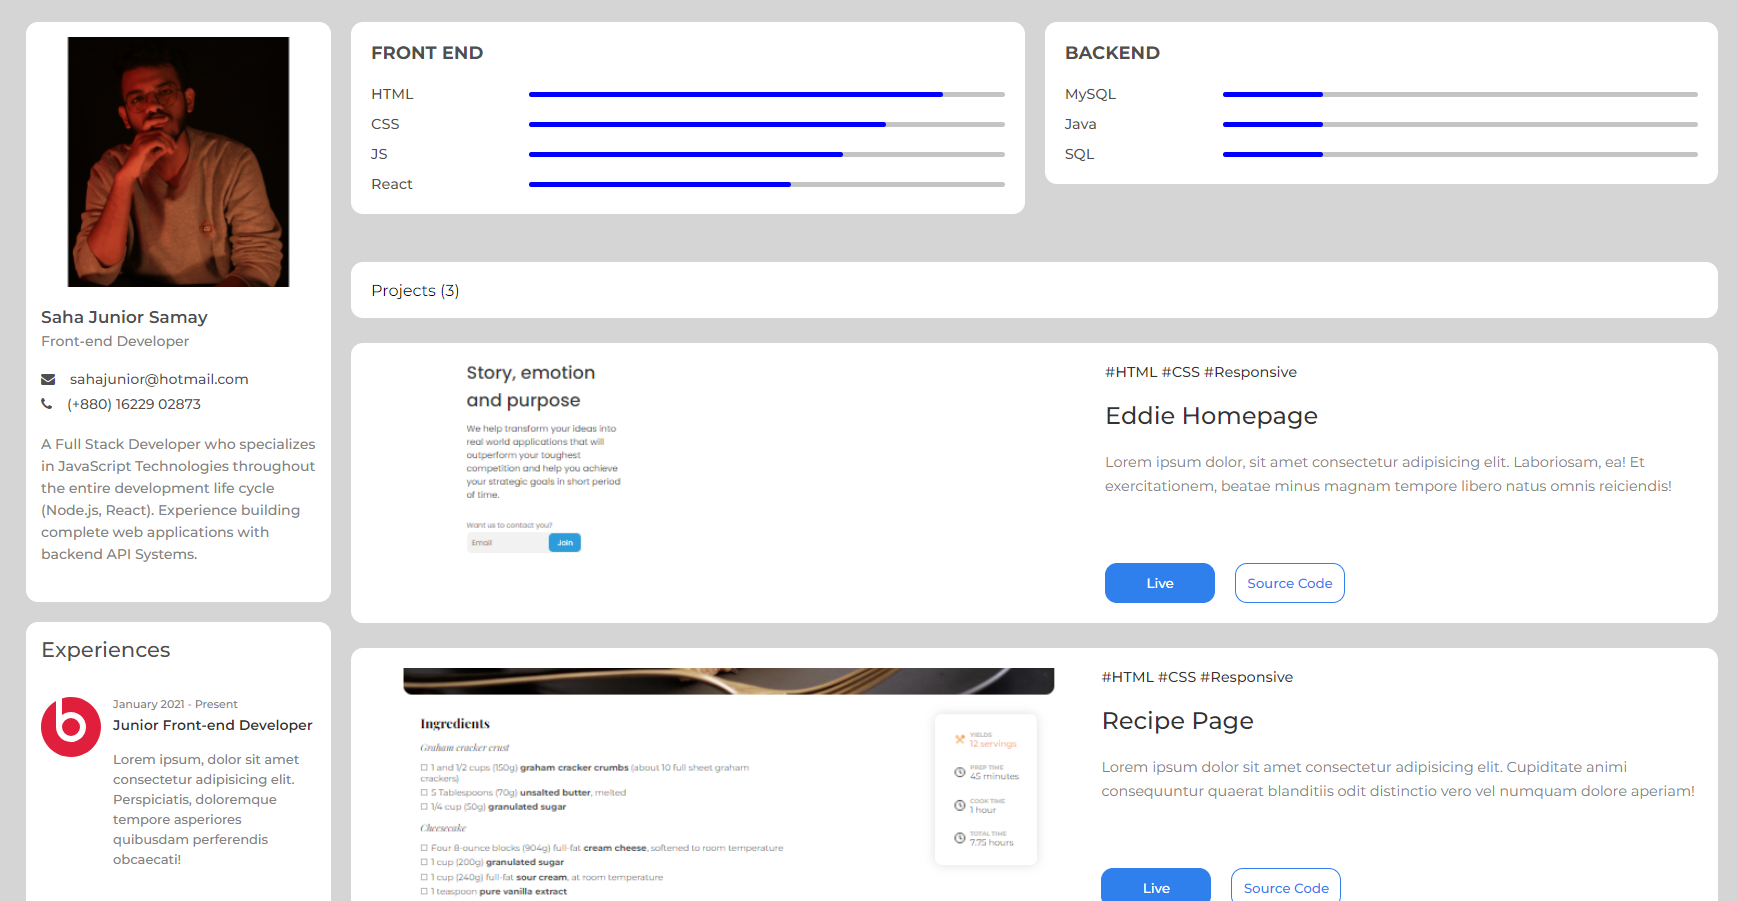 Saha Junior Samay
Front-end Developer
sahajunior@hotmail.com
(+880) 16229 02873
A Full Stack Developer who specializes
in JavaScript Technologies throughout
the entire development life cycle
(Node.js, React). Experience building
complete web applications with
backend API Systems.
Experiences
January 2021 - Present
Junior Front-end Developer
Lorem ipsum, dolor sit amet
consectetur adipisicing elit.
Perspiciatis, doloremque
tempore asperiores
quibusdam perferendis
obcaecati!
FRONT END
HTML
CSS
JS
React
BACKEND
MySQL
Java
SQL
Projects (3)
Story, emotion
and purpose
We help transform your ideas into
real world applications that will
outperform your toughest
competition and help you achieve
your strategic goals in short period
of time.
Want us to contact you?
Email
Join
#HTML #CSS #Responsive
Eddie Homepage
Lorem ipsum dolor, sit amet consectetur adipisicing elit. Laboriosam, ea! Et
exercitationem, beatae minus magnam tempore libero natus omnis reiciendis!
Live
Source Code
Ingredients
Graham cracker crust
1 and 1/2 cups (150g) graham cracker crumbs (about 10 full sheet graham
crackers)
5 Tablespoons (70g) unsalted butter, melted
1/4 cup (50g) granulated sugar
Cheesecake
Four 8-ounce blocks (904g) full-fat cream cheese, softened to room temperature
1 cup (200g) granulated sugar
1 cup (240g) full-fat sour cream, at room temperature
1 teaspoon pure vanilla extract
YIELDS
12 servings
PREP TIME
45 minutes
COOK TIME
1 hour
TOTAL TIME
7.75 hours
#HTML #CSS #Responsive
Recipe Page
Lorem ipsum dolor sit amet consectetur adipisicing elit. Cupiditate animi
consequuntur quaerat blanditiis odit distinctio vero vel numquam dolore aperiam!
Live
Source Code